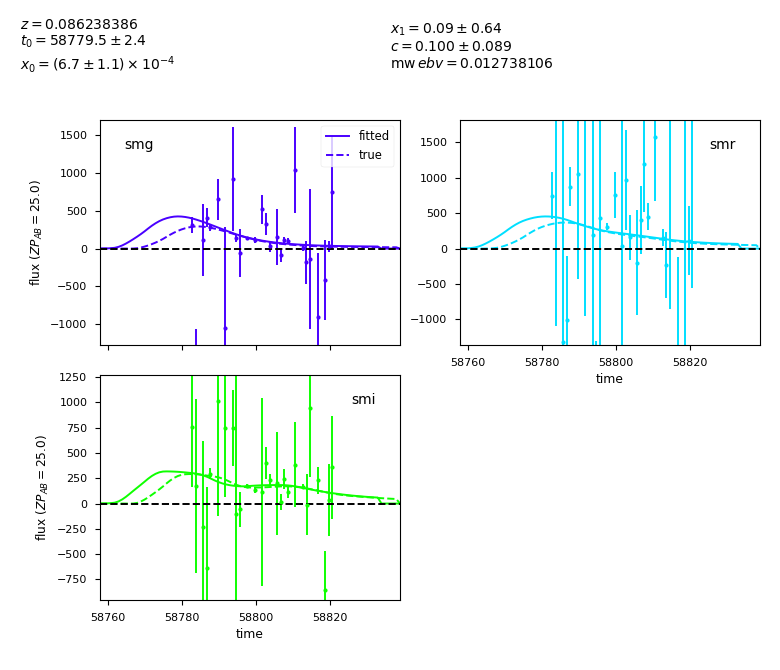 z = 0.086238386
t₀ = 58779.5 ± 2.4
x₀ = (6.7 ± 1.1) × 10⁻⁴
x₁ = 0.09 ± 0.64
c = 0.100 ± 0.089
mw ebv = 0.012738106
1500
1000
500
0
−500
−1000
flux (ZP_AB = 25.0)
smg
fitted
true
1500
1000
500
0
−500
−1000
smr
58760 58780 58800 58820
time
1250
1000
750
500
250
0
−250
−500
−750
flux (ZP_AB = 25.0)
smi
58760 58780 58800 58820
time